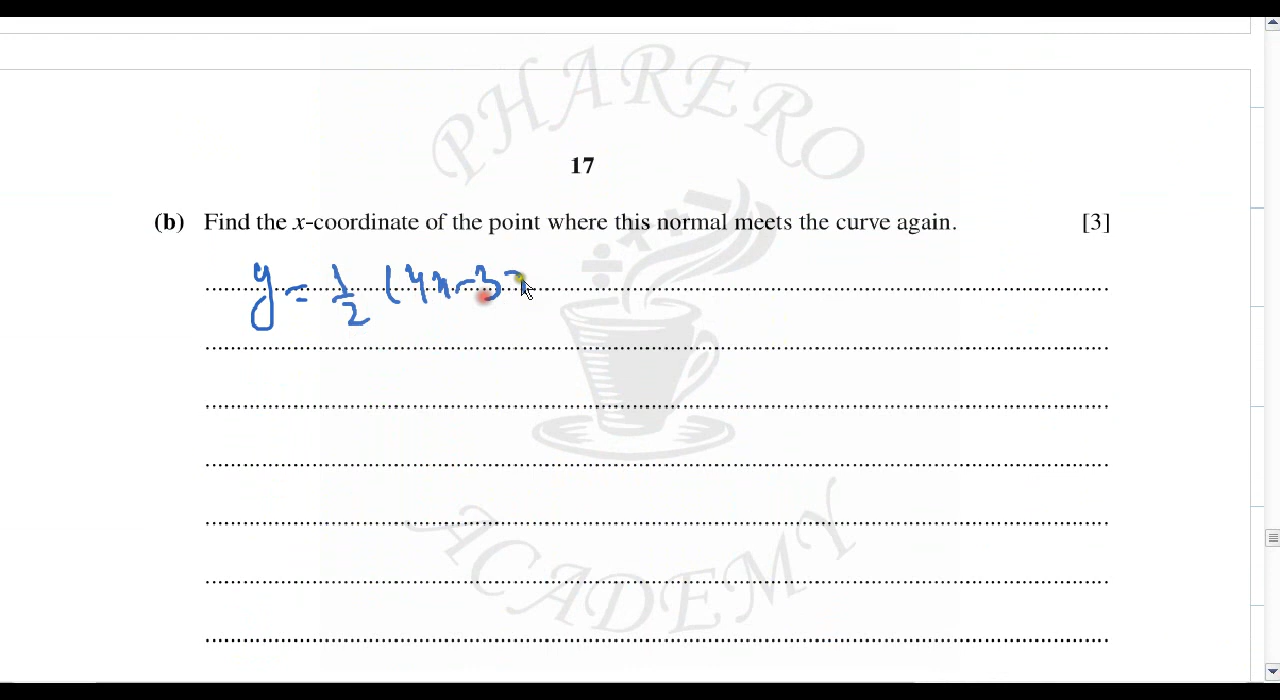 PHARERO
17
(b) Find the x-coordinate of the point where this normal meets the curve again. [3]
y = 1/2 (4x-3)
ACADEMY